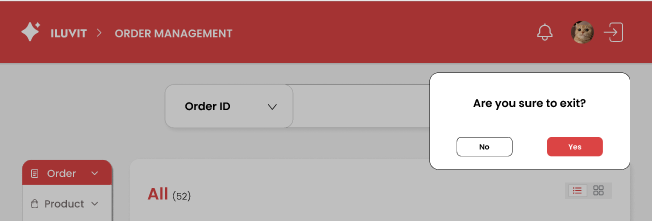 ILUVIT > ORDER MANAGEMENT
Order ID
Are you sure to exit?
No
Yes
Order
Product
All (52)